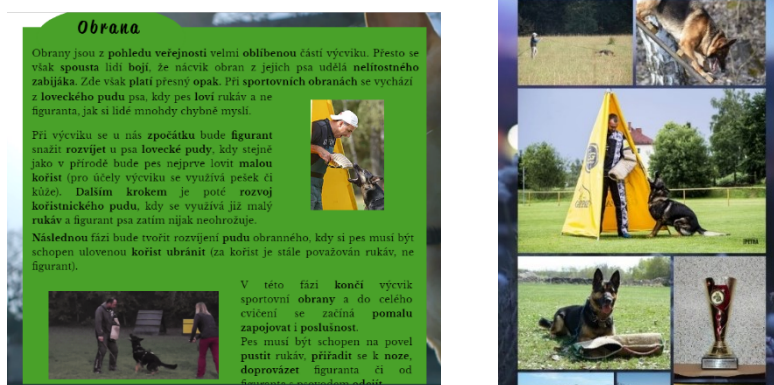 Obrana
Obrany jsou z pohledu veřejnosti velmi oblíbenou částí výcviku. Přesto se
však spousta lidí bojí, že nácvik obran z jejich psa udělá nelítostného
zabijáka. Zde však platí přesný opak. Při sportovních obranách se vychází
z loveckého pudu psa, kdy pes loví rukáv a ne
figuranta, jak si lidé mnohdy chybně myslí.
Při výcviku se u nás zpočátku bude figurant
snažit rozvíjet u psa lovecké pudy, kdy stejně
jako v přírodě bude pes nejprve lovit malou
kořist (pro účely výcviku se využívá pešek či
kůže). Dalším krokem je poté rozvoj
kořistnického pudu, kdy se využívá již malý
rukáv a figurant psa zatím nijak neohrožuje.
Následnou fázi bude tvořit rozvíjení pudu obranného, kdy si pes musí být
schopen ulovenou kořist ubránit (za kořist je stále považován rukáv, ne
figurant).
V této fázi končí výcvik
sportovní obrany a do celého
cvičení se začíná pomalu
zapojovat i poslušnost.
Pes musí být schopen na povel
pustit rukáv, přiřadit se k noze,
doprovázet figuranta či od
figuranta s psovodem odejít